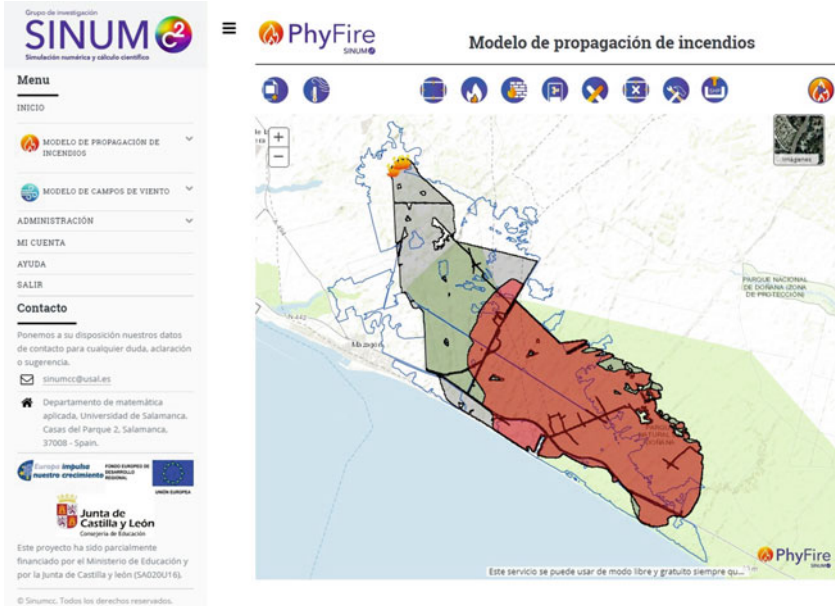 Grupo de investigación
SINUM c2
Simulación numérica y cálculo científico
Menu
INICIO
MODELO DE PROPAGACIÓN DE
INCENDIOS
MODELO DE CAMPOS DE VIENTO
ADMINISTRACIÓN
MI CUENTA
AYUDA
SALIR
Contacto
Ponemos a su disposición nuestros datos
de contacto para cualquier duda, aclaración
o sugerencia.
sinumcc@usal.es
Departamento de matemática
aplicada, Universidad de Salamanca,
Casas del Parque 2, Salamanca,
37008 - Spain.
Europa impulsa
nuestro crecimiento
FONDO EUROPEO DE
DESARROLLO
REGIONAL
UNIÓN EUROPEA
Junta de
Castilla y León
Consejería de Educación
Este proyecto ha sido parcialmente
financiado por el Ministerio de Educación y
por la Junta de Castilla y león (SA020U16).
© Sinumcc. Todos los derechos reservados.
PhyFire
SINUM
Modelo de propagación de incendios
+
−
Imágenes
PARQUE NACIONAL
DE DOÑANA (ZONA
DE PROTECCIÓN)
N-442
Mazagón
PARQUE
NATURAL
DOÑANA
PhyFire
SINUM
Este servicio se puede usar de modo libre y gratuito siempre qu...